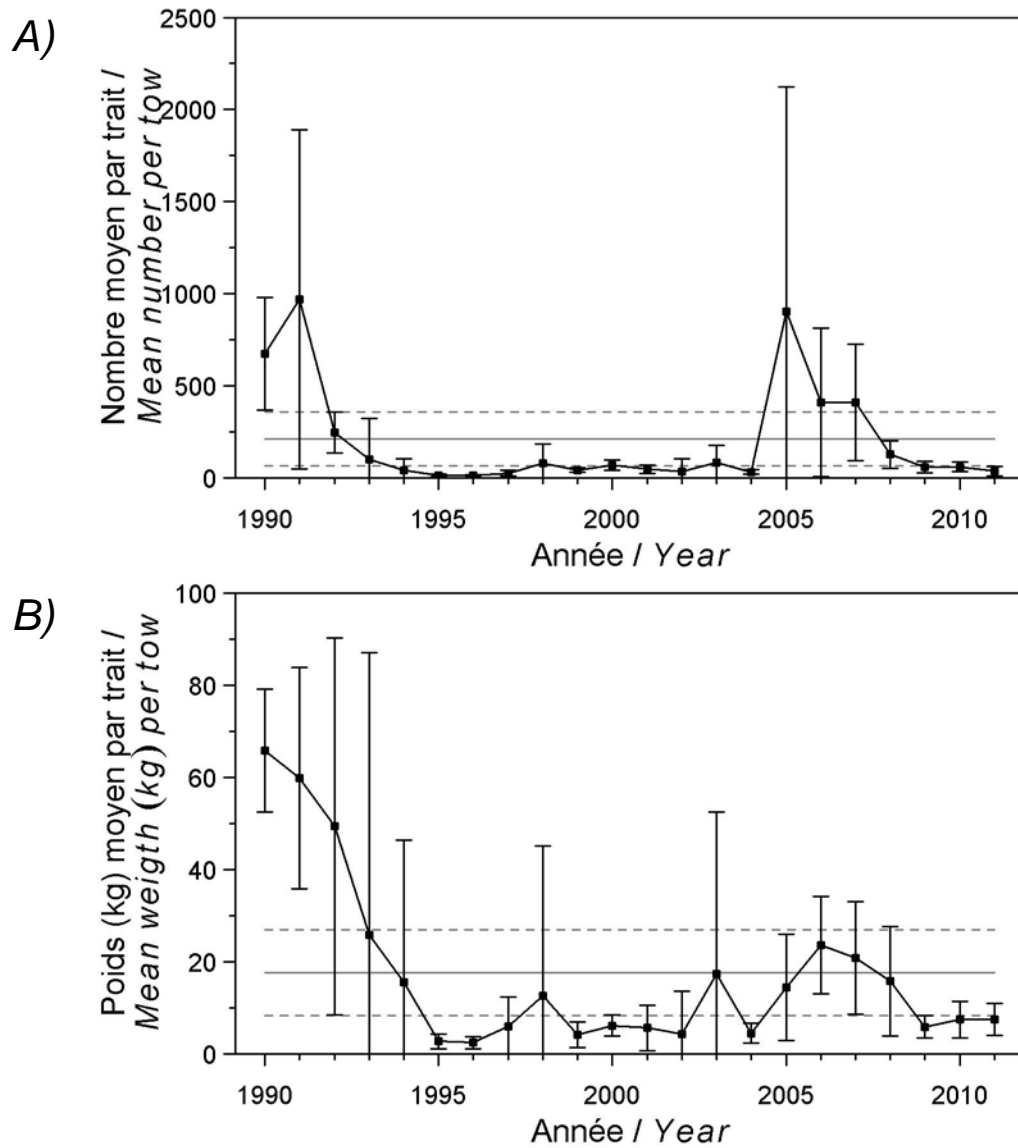 A)
Nombre moyen par trait /
Mean number per tow
2500
2000
1500
1000
500
0
1990 1995 2000 2005 2010
Année / Year
B)
Poids (kg) moyen par trait /
Mean weigth (kg) per tow
100
80
60
40
20
0
1990 1995 2000 2005 2010
Année / Year